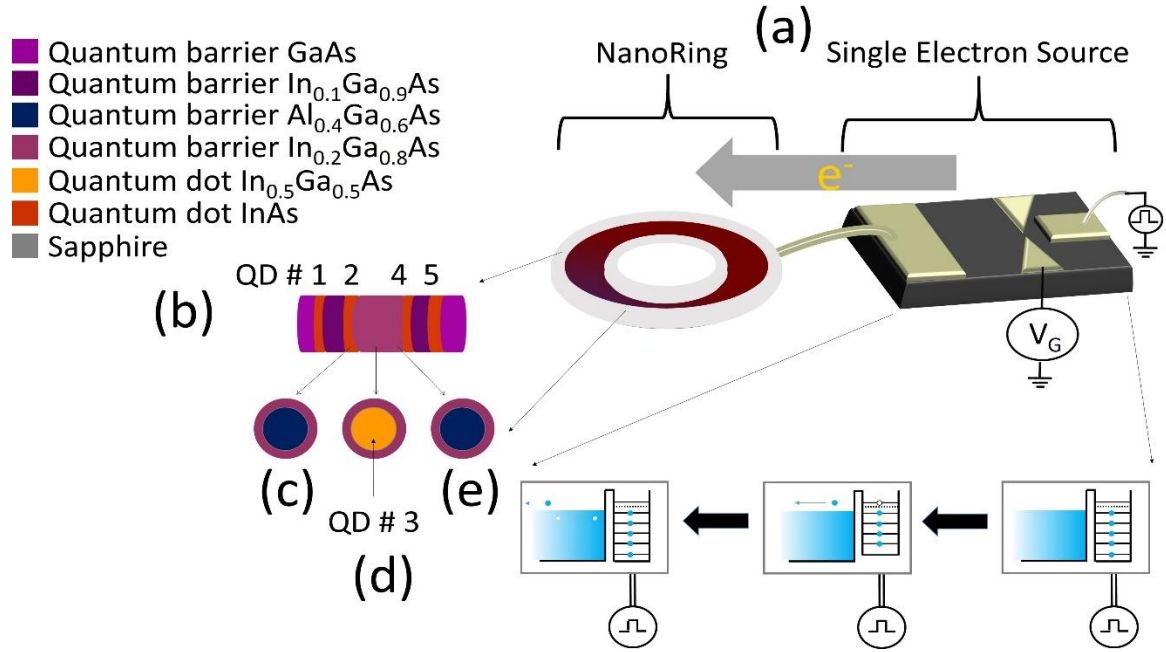 (a)
NanoRing
Single Electron Source
Quantum barrier GaAs
Quantum barrier In₀.₁Ga₀.₉As
Quantum barrier Al₀.₄Ga₀.₆As
Quantum barrier In₀.₂Ga₀.₈As
Quantum dot In₀.₅Ga₀.₅As
Quantum dot InAs
Sapphire
e⁻
QD # 1 2 4 5
(b)
V_G
(c)
(e)
QD # 3
(d)